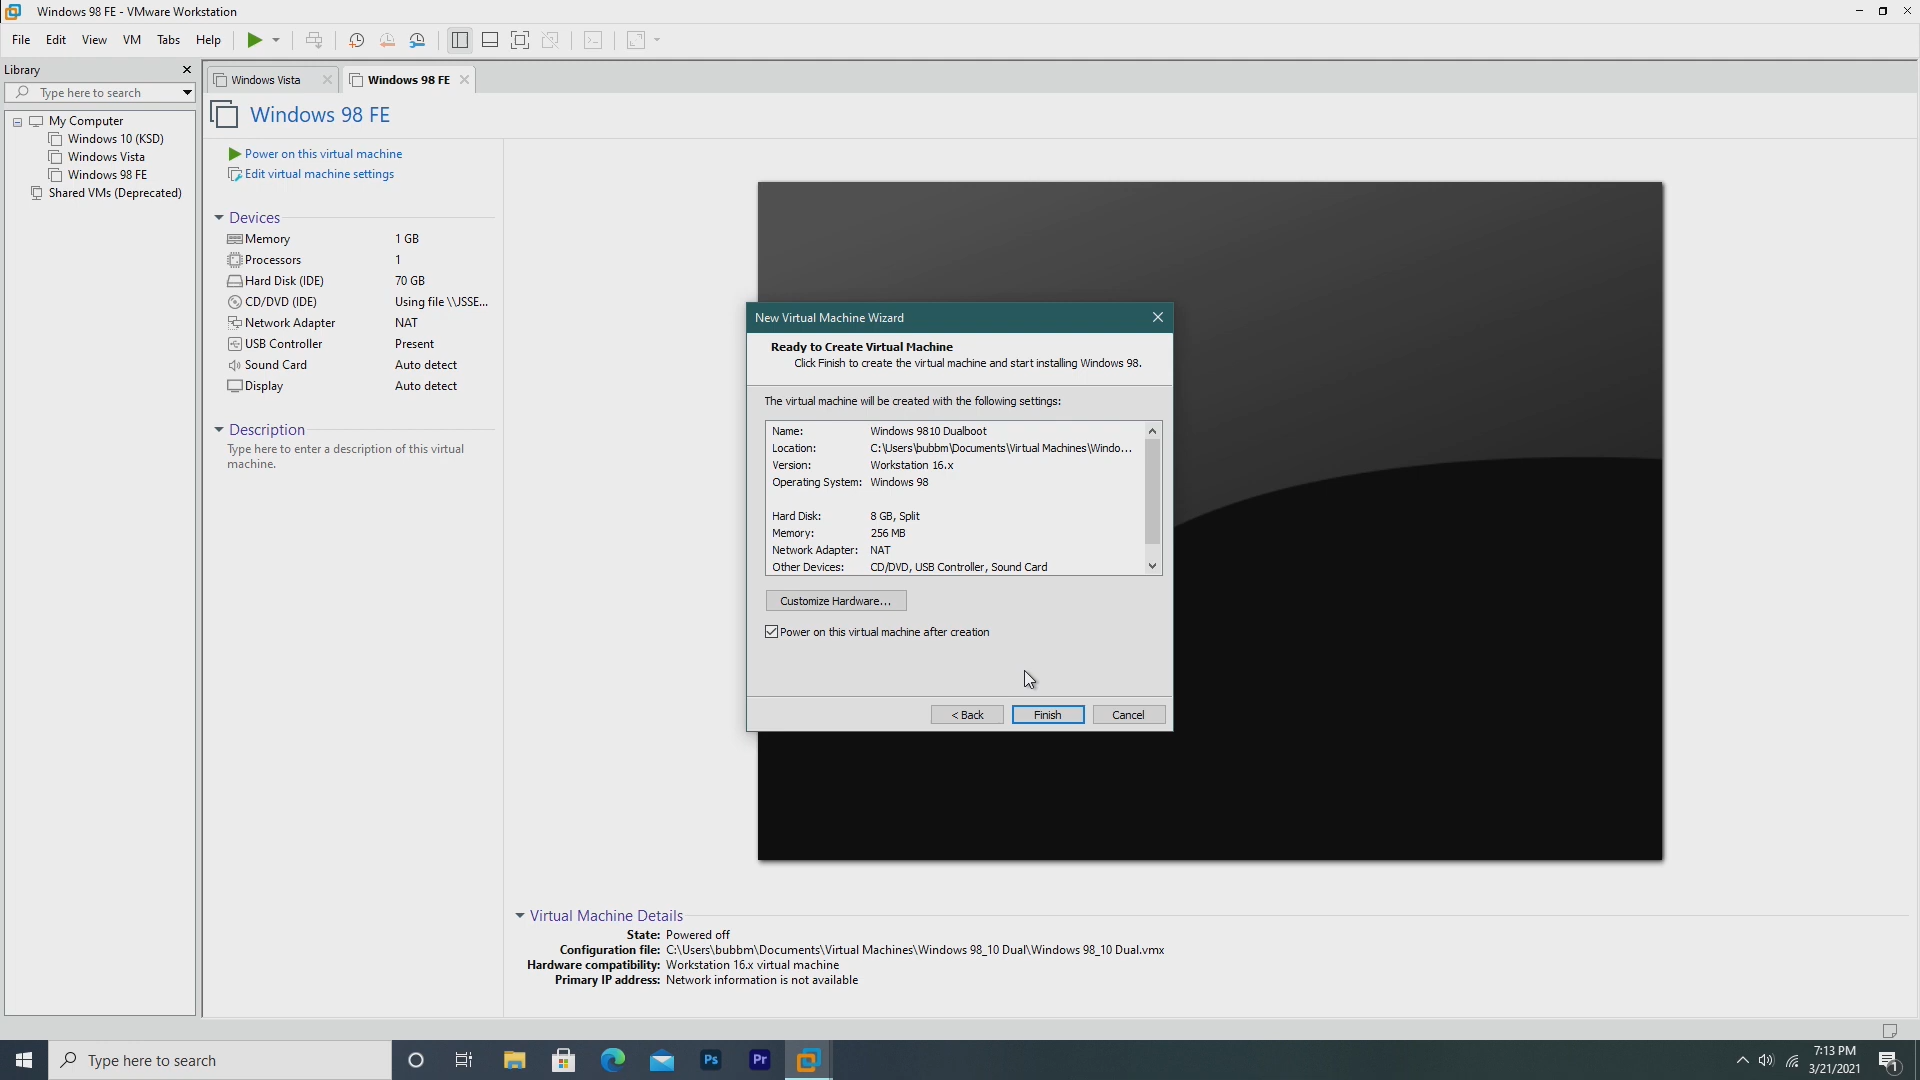 Windows 98 FE - VMware Workstation
File Edit View VM Tabs Help
Library
Type here to search
My Computer
Windows 10 (KSD)
Windows Vista
Windows 98 FE
Shared VMs (Deprecated)
Windows Vista
Windows 98 FE
Windows 98 FE
Power on this virtual machine
Edit virtual machine settings
Devices
Memory 1 GB
Processors 1
Hard Disk (IDE) 70 GB
CD/DVD (IDE) Using file \\JSSE...
Network Adapter NAT
USB Controller Present
Sound Card Auto detect
Display Auto detect
Description
Type here to enter a description of this virtual
machine.
New Virtual Machine Wizard
Ready to Create Virtual Machine
Click Finish to create the virtual machine and start installing Windows 98.
The virtual machine will be created with the following settings:
Name: Windows 9810 Dualboot
Location: C:\Users\bubbm\Documents\Virtual Machines\Windo...
Version: Workstation 16.x
Operating System: Windows 98
Hard Disk: 8 GB, Split
Memory: 256 MB
Network Adapter: NAT
Other Devices: CD/DVD, USB Controller, Sound Card
Customize Hardware...
Power on this virtual machine after creation
< Back Finish Cancel
Virtual Machine Details
State: Powered off
Configuration file: C:\Users\bubbm\Documents\Virtual Machines\Windows 98_10 Dual\Windows 98_10 Dual.vmx
Hardware compatibility: Workstation 16.x virtual machine
Primary IP address: Network information is not available
Type here to search
Ps
Pr
7:13 PM
3/21/2021
1